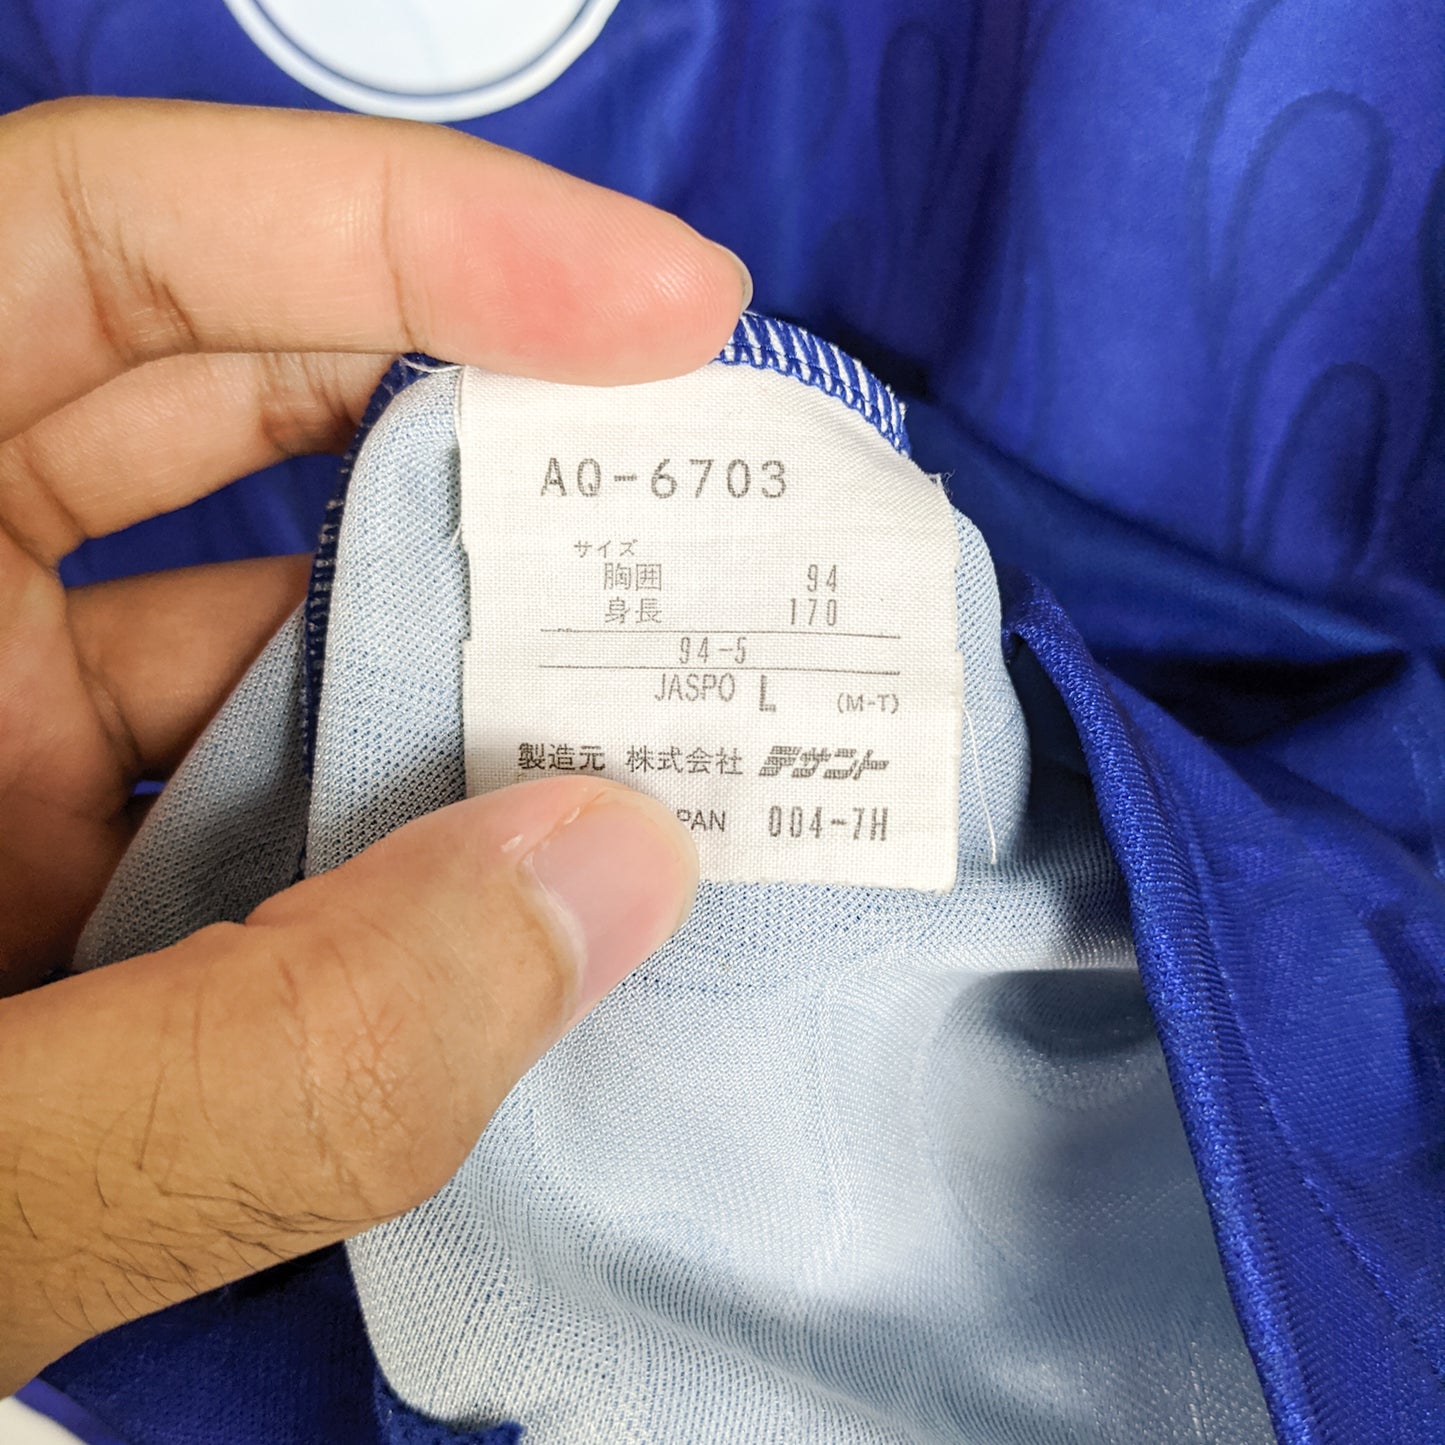 AQ-6703
サイズ
胸囲 94
身長 170
94-5
JASPO L (M-T)
製造元 株式会社 デサント
PAN 004-7H